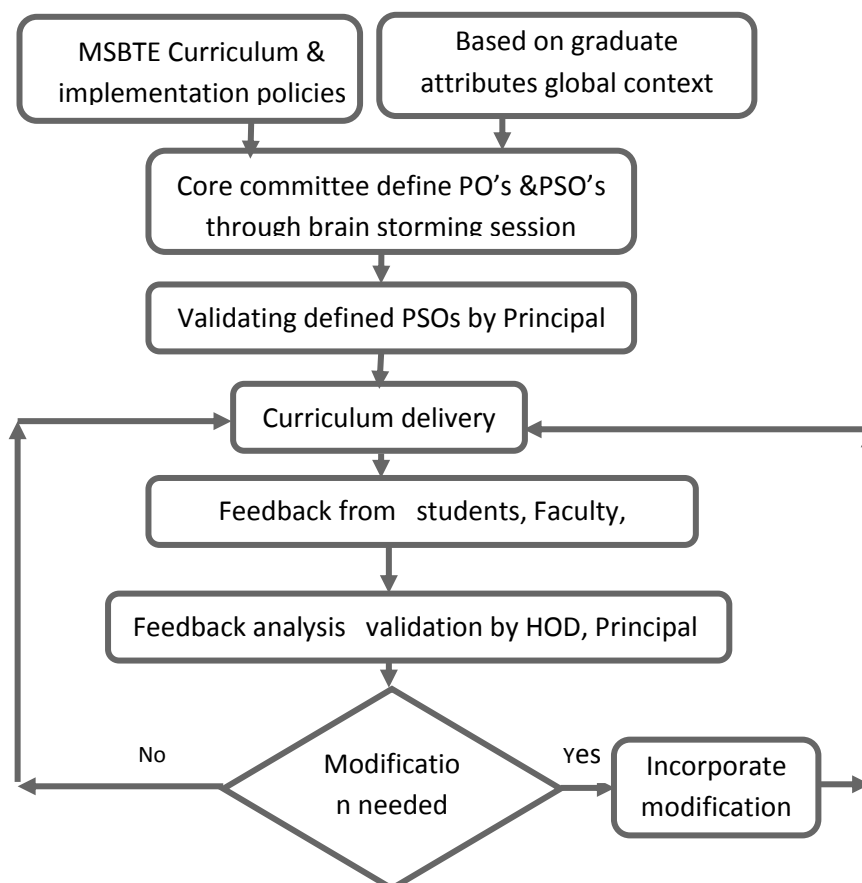 MSBTE Curriculum &
implementation policies
Based on graduate
attributes global context
Core committee define PO’s &PSO’s
through brain storming session
Validating defined PSOs by Principal
Curriculum delivery
Feedback from students, Faculty,
Feedback analysis validation by HOD, Principal
No
Modificatio
n needed
Yes
Incorporate
modification